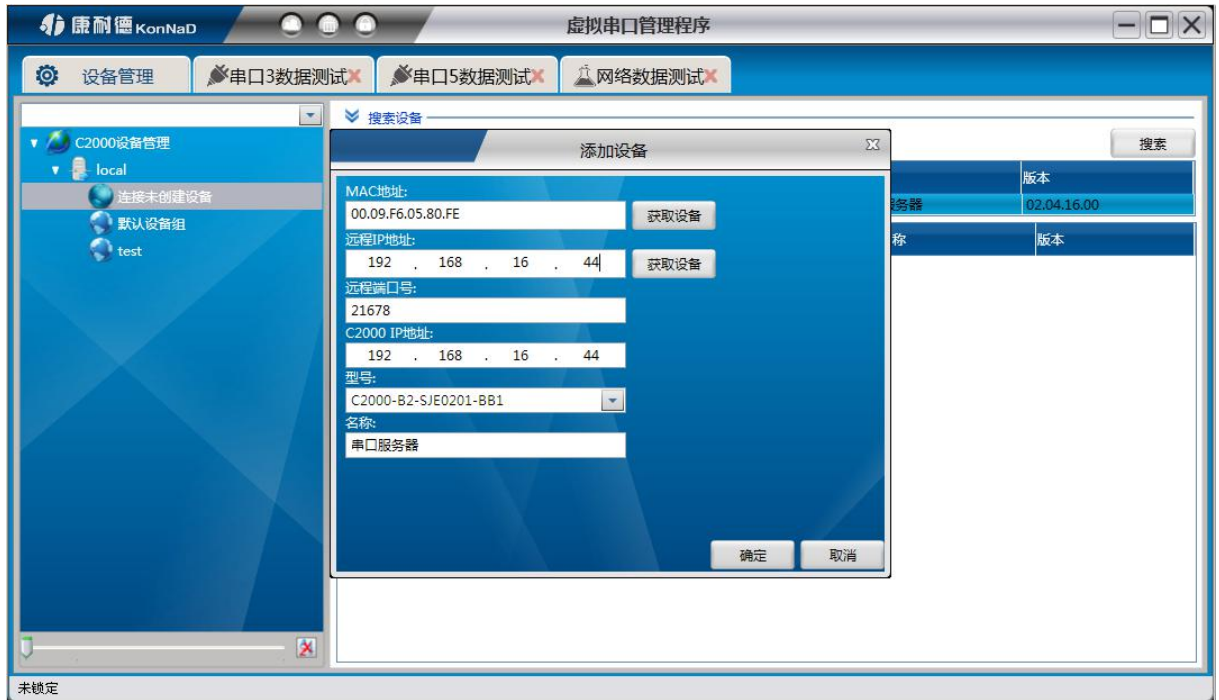 康耐德 KonNaD
虚拟串口管理程序
设备管理
串口3数据测试
串口5数据测试
网络数据测试
C2000设备管理
local
连接未创建设备
默认设备组
test
搜索设备
搜索
版本
务器
02.04.16.00
称
版本
添加设备
MAC地址:
00.09.F6.05.80.FE
获取设备
远程IP地址:
192 . 168 . 16 . 44
获取设备
远程端口号:
21678
C2000 IP地址:
192 . 168 . 16 . 44
型号:
C2000-B2-SJE0201-BB1
名称:
串口服务器
确定
取消
未锁定